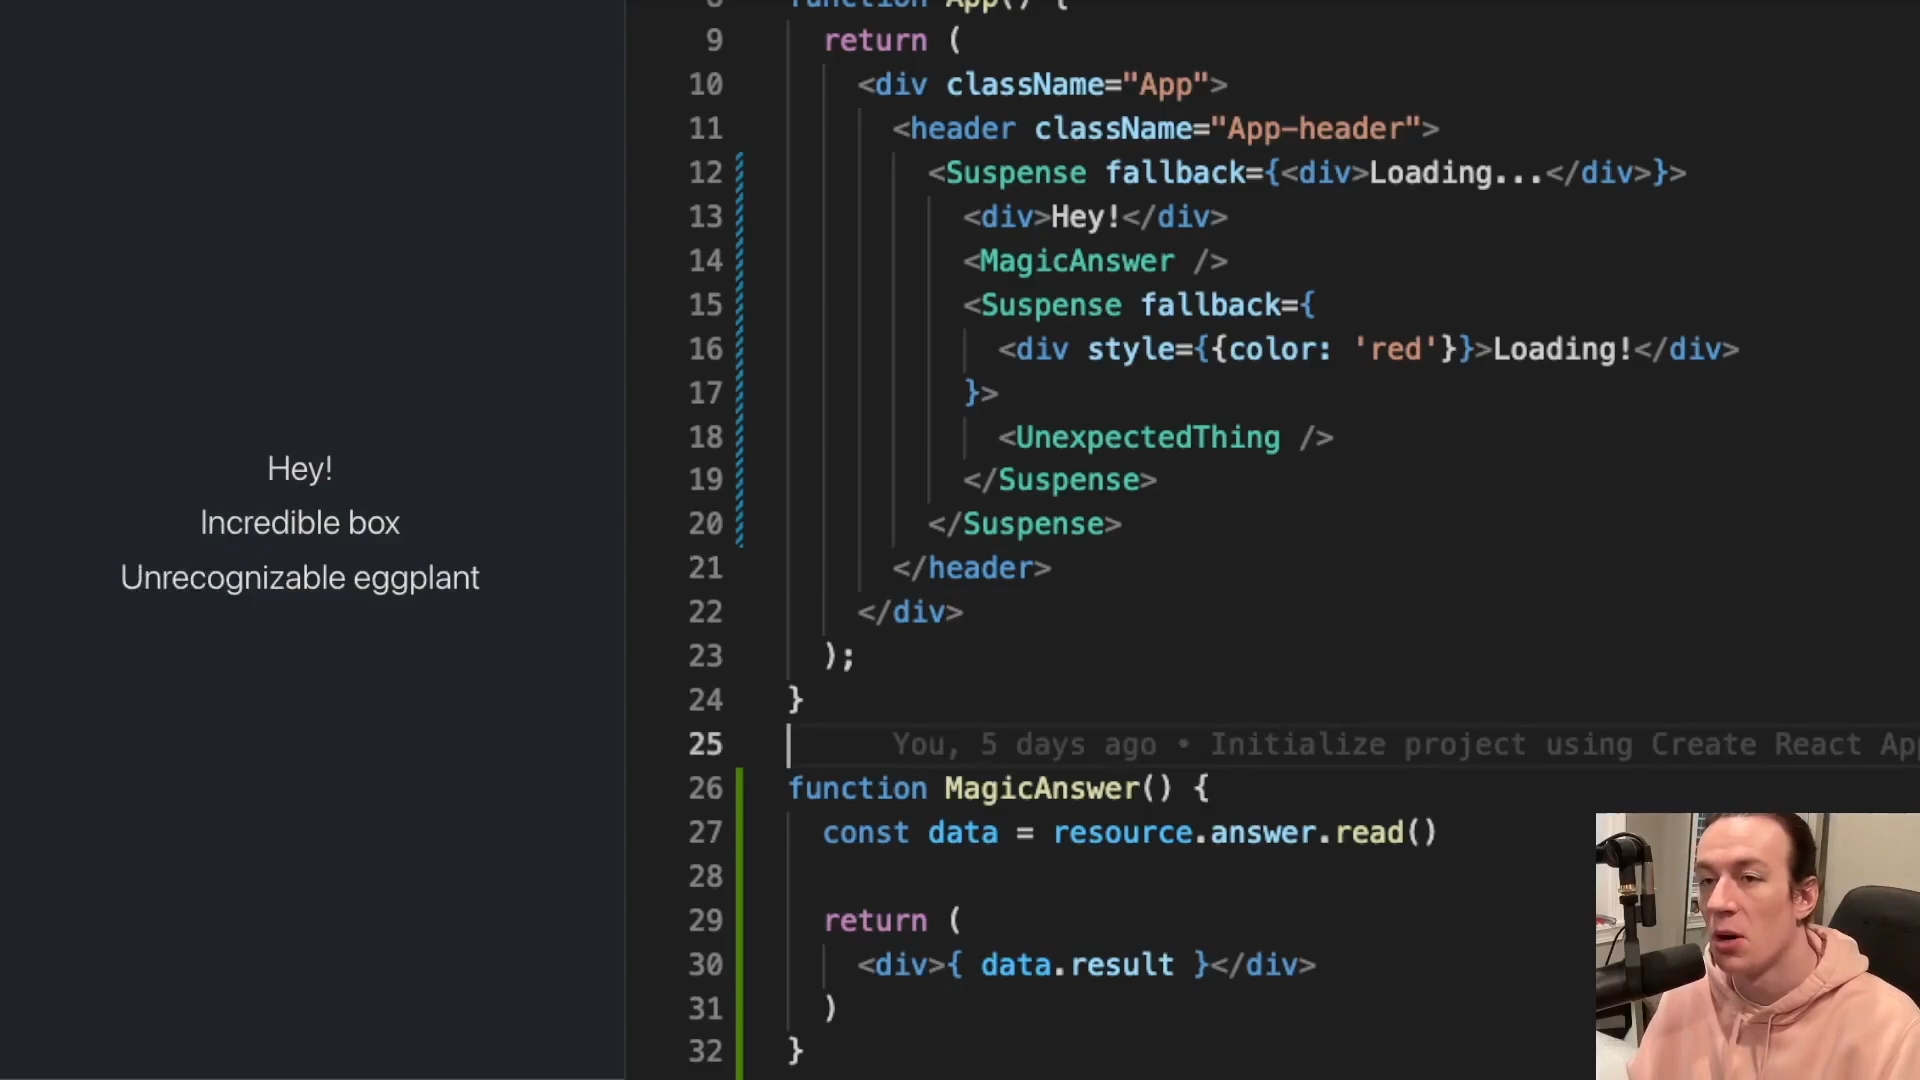 Hey!
Incredible box
Unrecognizable eggplant
8 function App() {
9 return (
10 <div className="App">
11 <header className="App-header">
12 <Suspense fallback={<div>Loading...</div>}>
13 <div>Hey!</div>
14 <MagicAnswer />
15 <Suspense fallback={
16 <div style={{color: 'red'}}>Loading!</div>
17 }>
18 <UnexpectedThing />
19 </Suspense>
20 </Suspense>
21 </header>
22 </div>
23 );
24 }
25 You, 5 days ago • Initialize project using Create React Ap
26 function MagicAnswer() {
27 const data = resource.answer.read()
28
29 return (
30 <div>{ data.result }</div>
31 )
32 }